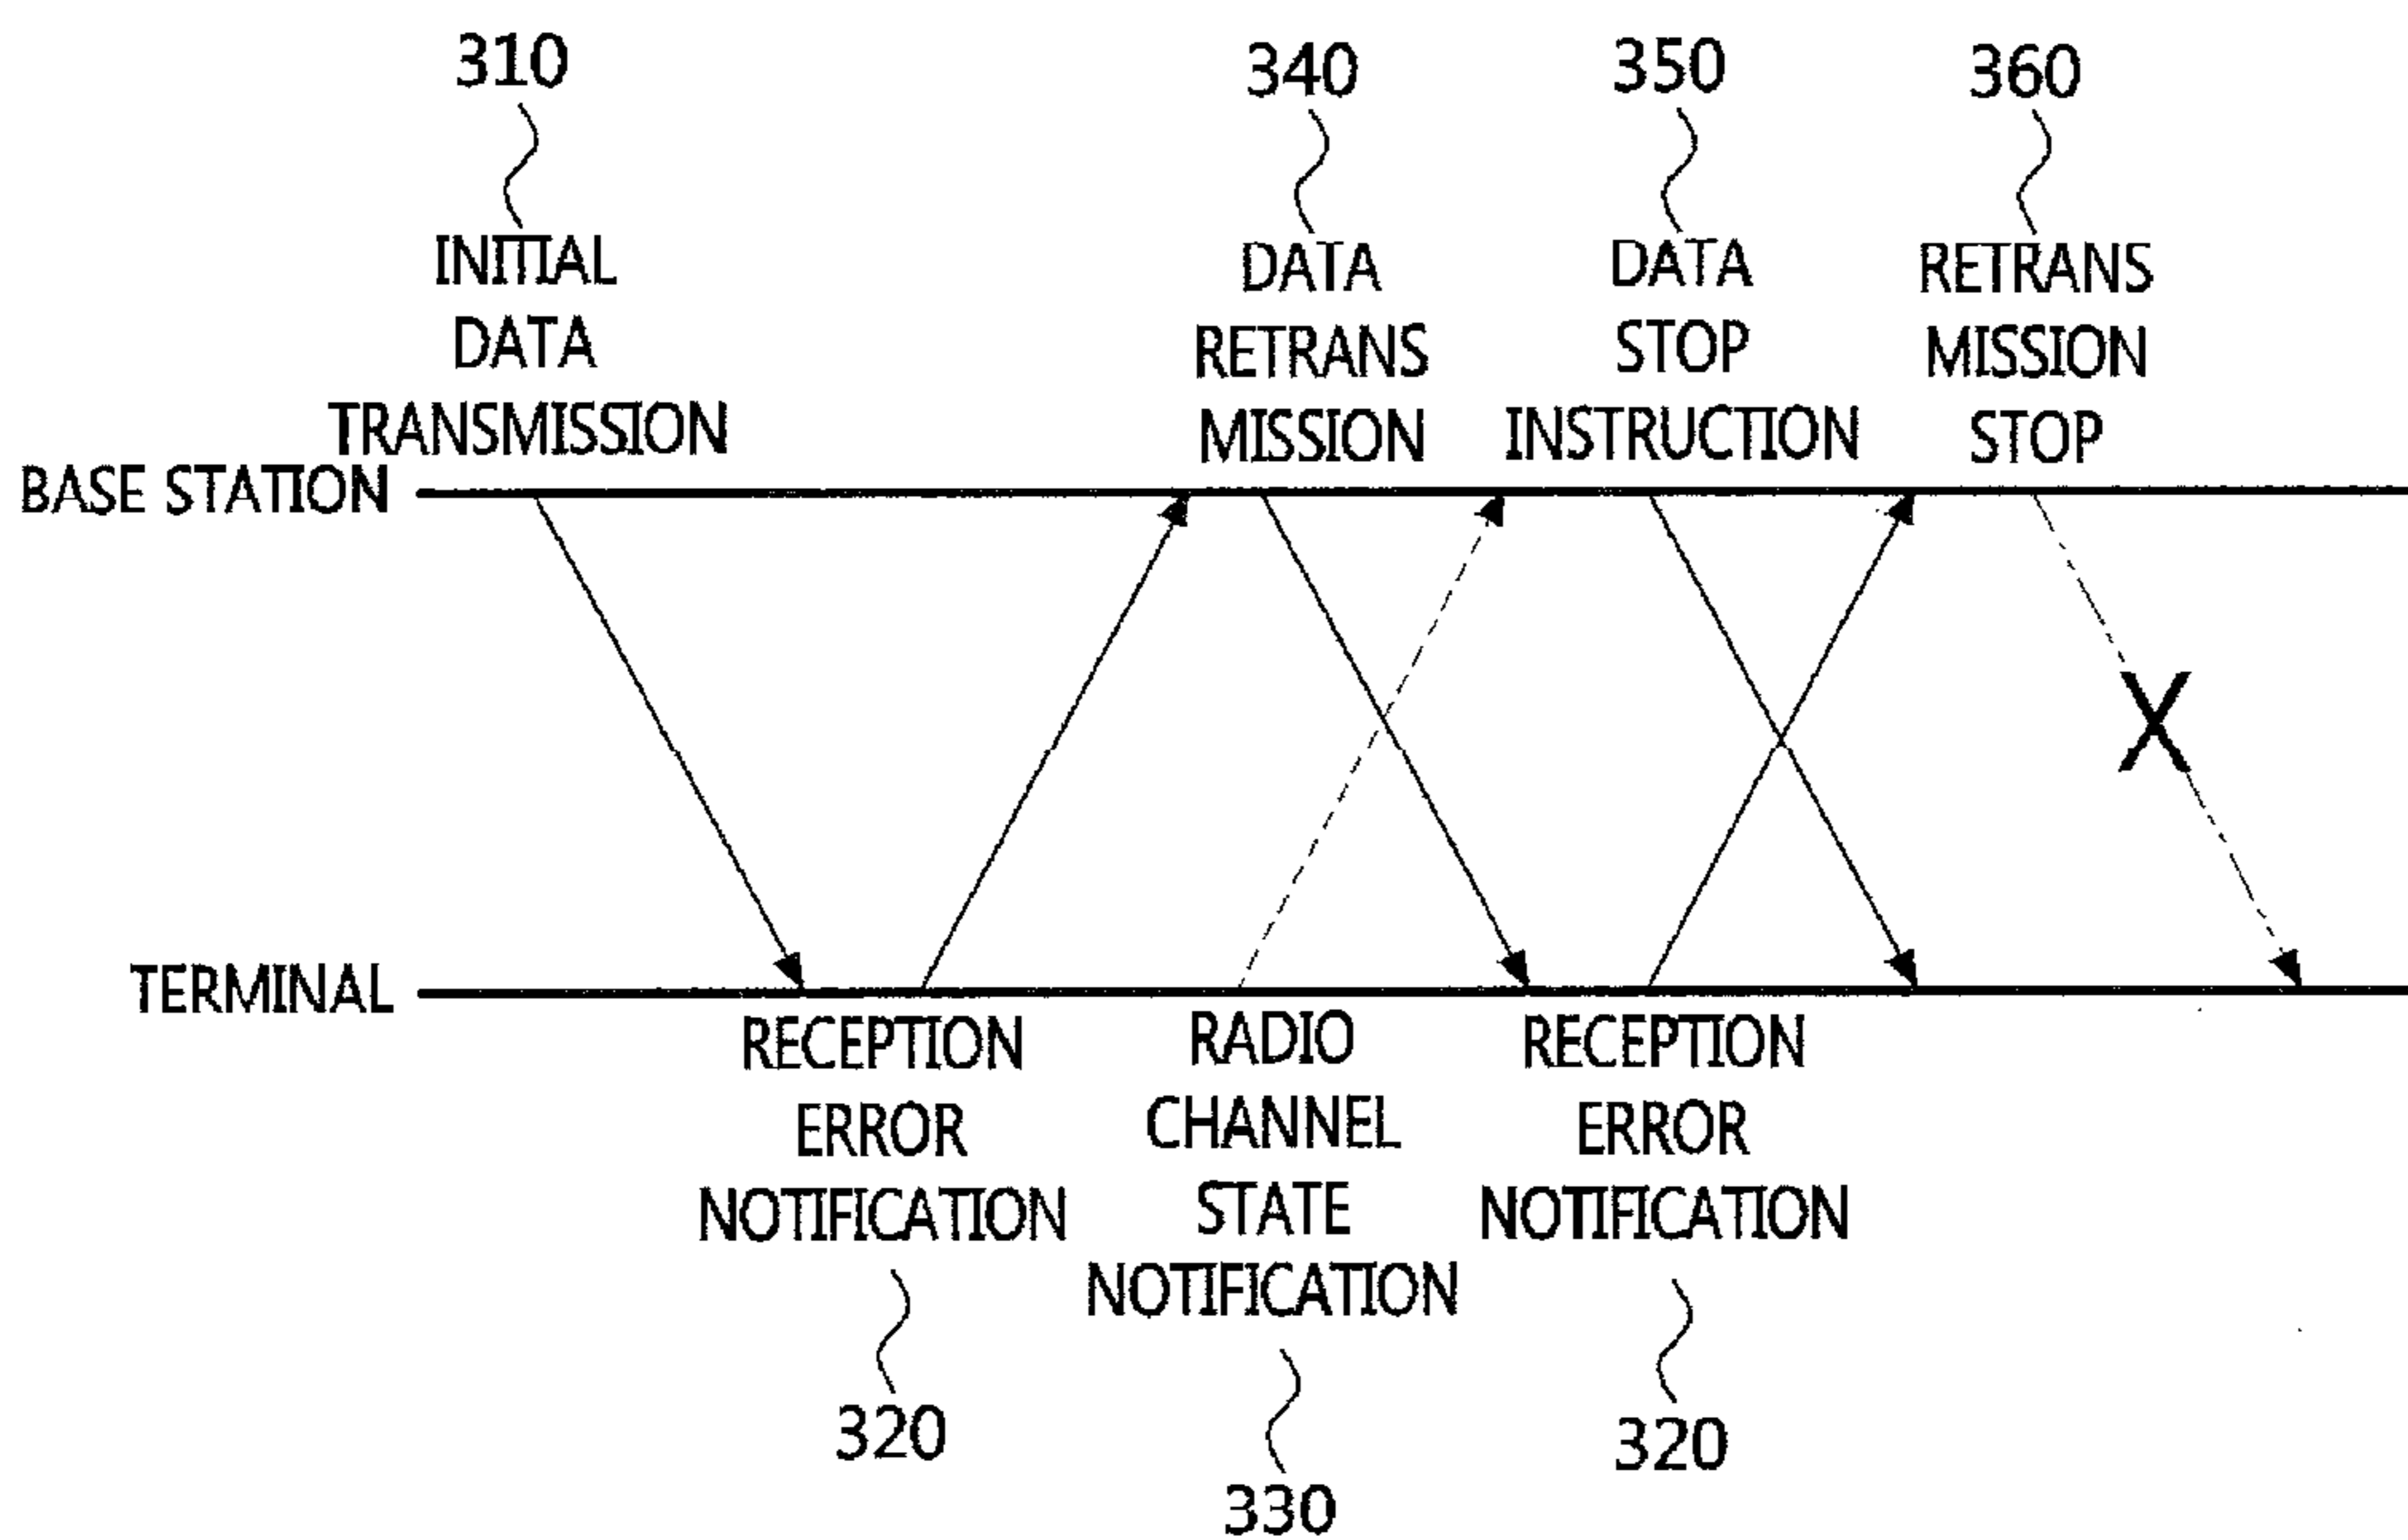 310
340
350
360
INITIAL
DATA
TRANSMISSION
DATA
RETRANS
MISSION
DATA
STOP
INSTRUCTION
RETRANS
MISSION
STOP
BASE STATION
X
TERMINAL
RECEPTION
ERROR
NOTIFICATION
RADIO
CHANNEL
STATE
NOTIFICATION
RECEPTION
ERROR
NOTIFICATION
320
330
320